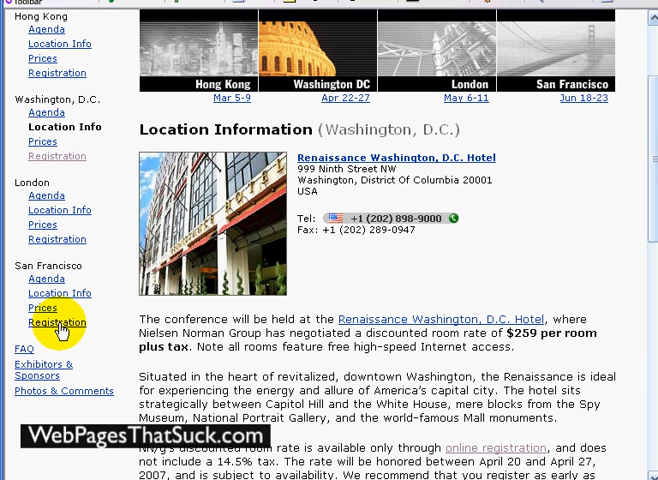 Toolbar
Hong Kong
Agenda
Location Info
Prices
Registration
Washington, D.C.
Agenda
Location Info
Prices
Registration
London
Agenda
Location Info
Prices
Registration
San Francisco
Agenda
Location Info
Prices
Registration
FAQ
Exhibitors &
Sponsors
Photos & Comments
Hong Kong
Washington DC
London
San Francisco
Mar 5-9
Apr 22-27
May 6-11
Jun 18-23
Location Information (Washington, D.C.)
HOTEL
Renaissance Washington, D.C. Hotel
999 Ninth Street NW
Washington, District Of Columbia 20001
USA
Tel: +1 (202) 898-9000
Fax: +1 (202) 289-0947
The conference will be held at the Renaissance Washington, D.C. Hotel, where
Nielsen Norman Group has negotiated a discounted room rate of $259 per room
plus tax. Note all rooms feature free high-speed Internet access.
Situated in the heart of revitalized, downtown Washington, the Renaissance is ideal
for experiencing the energy and allure of America's capital city. The hotel sits
strategically between Capitol Hill and the White House, mere blocks from the Spy
Museum, National Portrait Gallery, and the world-famous Mall monuments.
NN/g's discounted room rate is available only through online registration, and does
not include a 14.5% tax. The rate will be honored between April 20 and April 27,
2007, and is subject to availability. We recommend that you register as early as
WebPagesThatSuck.com